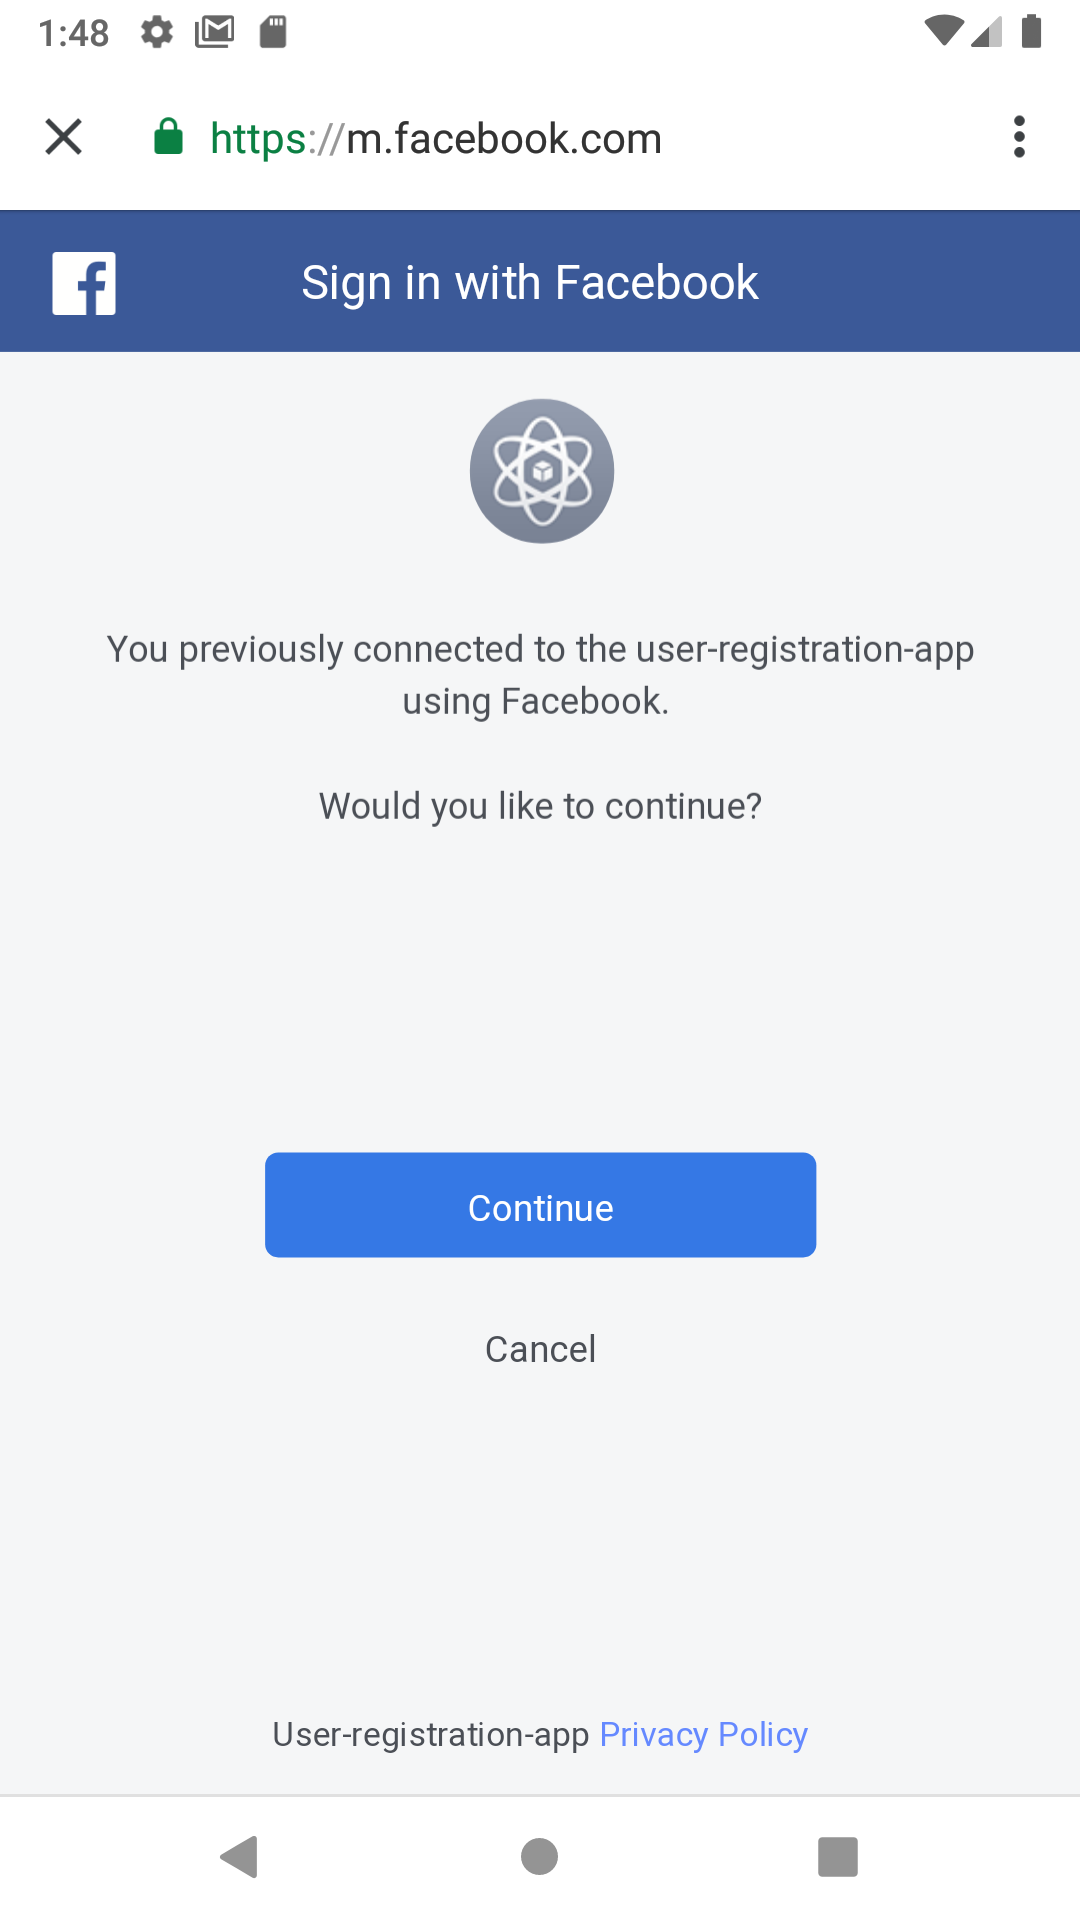 1:48
https://m.facebook.com
Sign in with Facebook
You previously connected to the user-registration-app
using Facebook.
Would you like to continue?
Continue
Cancel
User-registration-app Privacy Policy